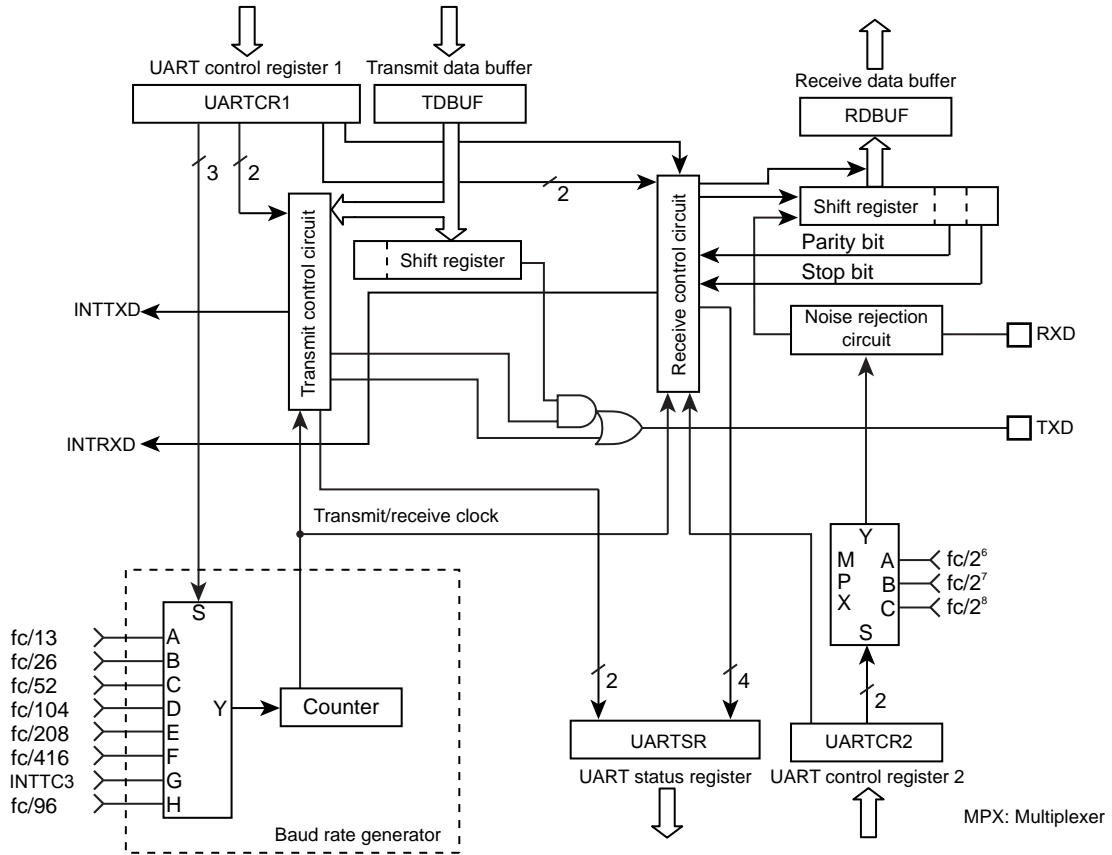 UART control register 1
Transmit data buffer
Receive data buffer
UARTCR1
TDBUF
RDBUF
3
2
2
Transmit control circuit
Shift register
Receive control circuit
Shift register
Parity bit
Stop bit
INTTXD
Noise rejection
circuit
RXD
INTRXD
TXD
Transmit/receive clock
Y
M
P
X
A
B
C
S
fc/2⁶
fc/2⁷
fc/2⁸
S
fc/13
A
fc/26
B
fc/52
C
fc/104
D
fc/208
E
fc/416
F
INTTC3
G
fc/96
H
Y
Counter
2
4
2
UARTSR
UARTCR2
UART status register
UART control register 2
Baud rate generator
MPX: Multiplexer